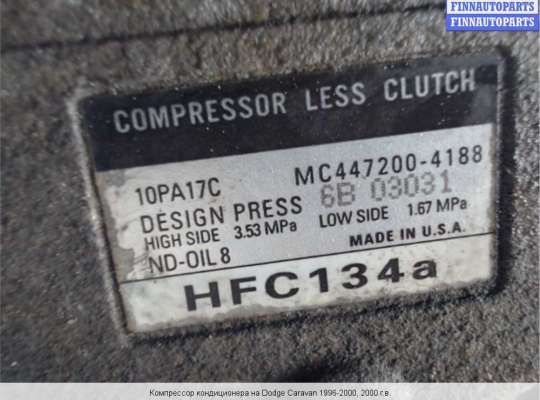 FINNAUTOPARTS
FINNAUTOPARTS
COMPRESSOR LESS CLUTCH
10PA17C MC447200-4188
DESIGN PRESS 6B 03031
HIGH SIDE 3.53 MPa LOW SIDE 1.67 MPa
ND-OIL 8 MADE IN U.S.A.
HFC134a
Компрессор кондиционера на Dodge Caravan 1996-2000, 2000 г.в.